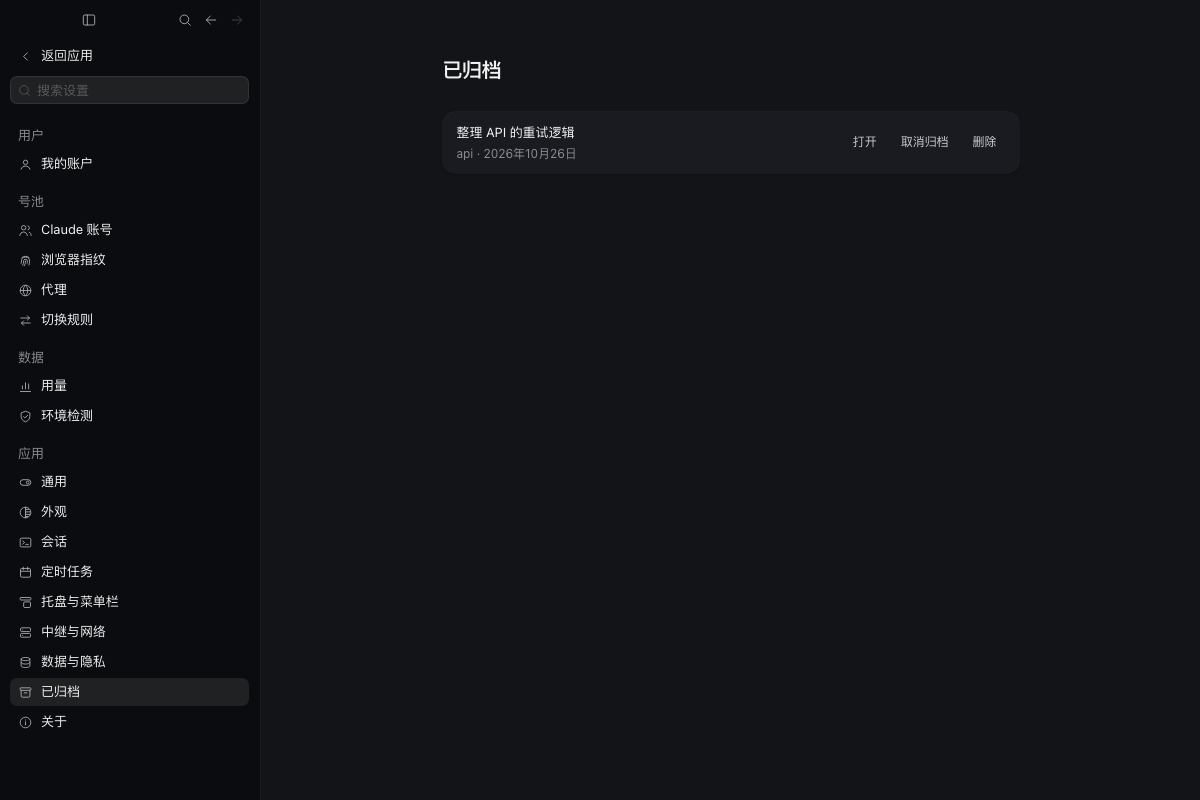 返回应用
搜索设置
用户
我的账户
号池
Claude 账号
浏览器指纹
代理
切换规则
数据
用量
环境检测
应用
通用
外观
会话
定时任务
托盘与菜单栏
中继与网络
数据与隐私
已归档
关于
已归档
整理 API 的重试逻辑
api · 2026年10月26日
打开 取消归档 删除